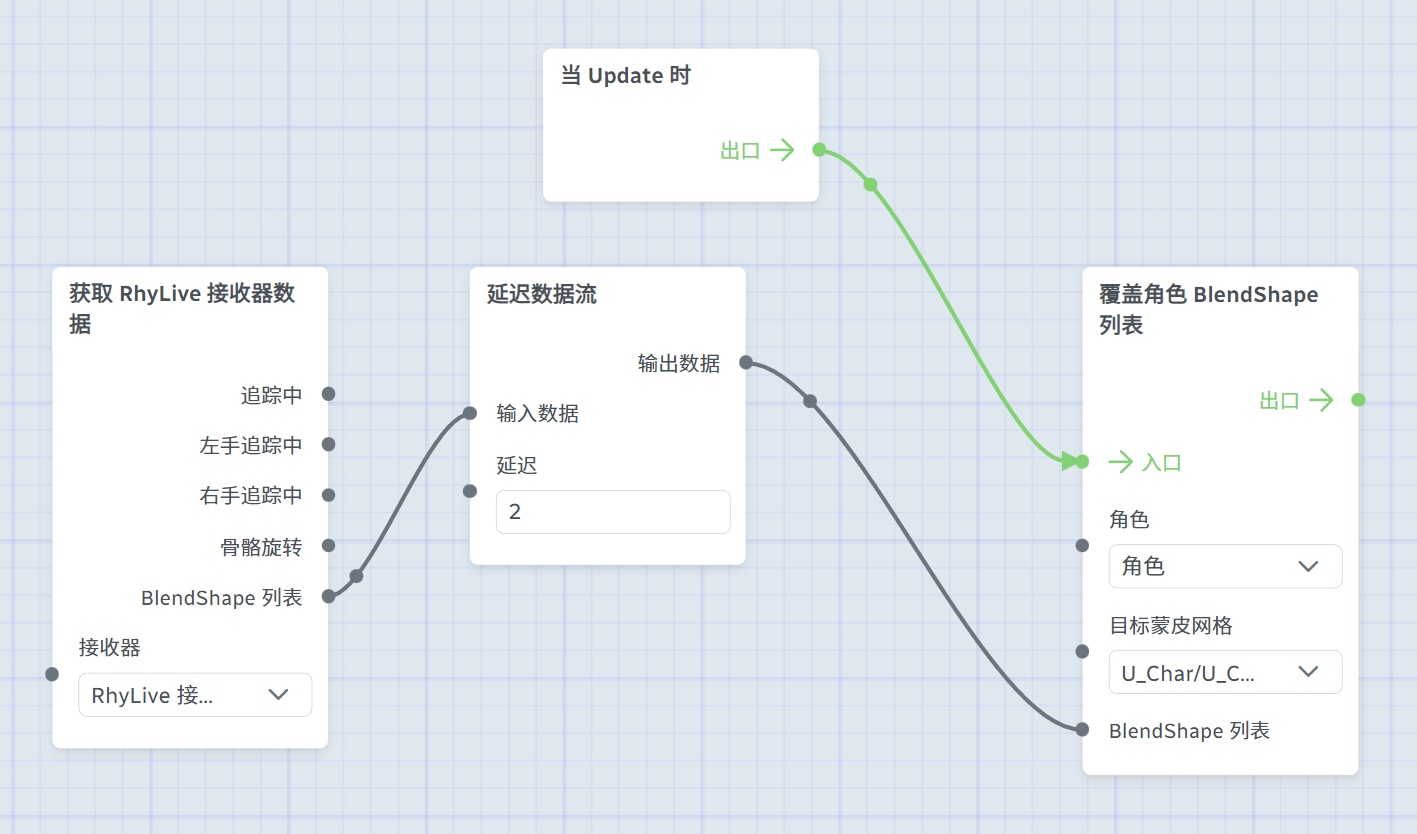 当 Update 时
出口
获取 RhyLive 接收器数
据
追踪中
左手追踪中
右手追踪中
骨骼旋转
BlendShape 列表
接收器
RhyLive 接...
延迟数据流
输出数据
输入数据
延迟
2
覆盖角色 BlendShape
列表
出口
入口
角色
角色
目标蒙皮网格
U_Char/U_C...
BlendShape 列表